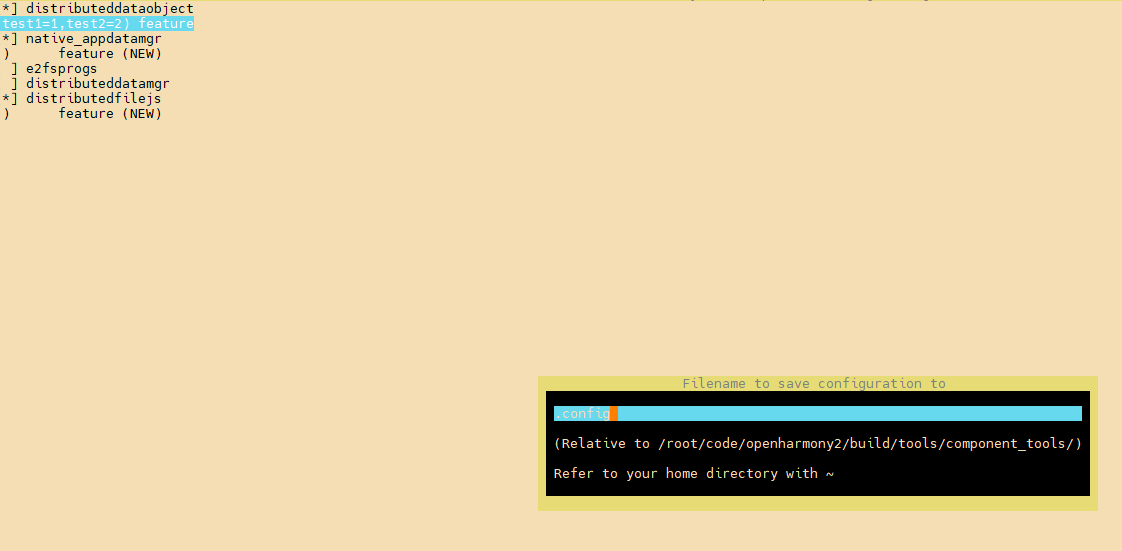 *] distributeddataobject
test1=1,test2=2) feature
*] native_appdatamgr
)      feature (NEW)
 ] e2fsprogs
 ] distributeddatamgr
*] distributedfilejs
)      feature (NEW)
Filename to save configuration to
.config
(Relative to /root/code/openharmony2/build/tools/component_tools/)
Refer to your home directory with ~